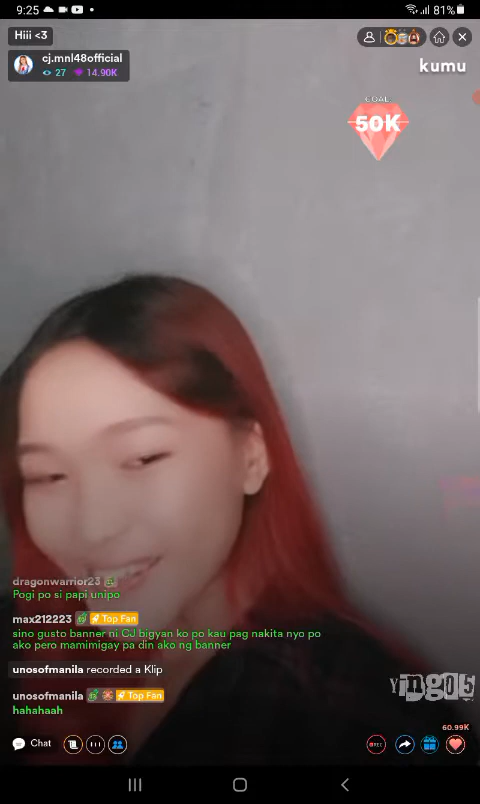 9:25
81%
Hiii <3
cj.mnl48official
27 14.90K
kumu
GOAL
50K
dragonwarrior23
Pogi po si papi unipo
max212223 Top Fan
sino gusto banner ni CJ bigyan ko po kau pag nakita nyo po
ako pero mamimigay pa din ako ng banner
unosofmanila recorded a Klip
unosofmanila Top Fan
hahahaah
Yingo5
60.99K
Chat
REC